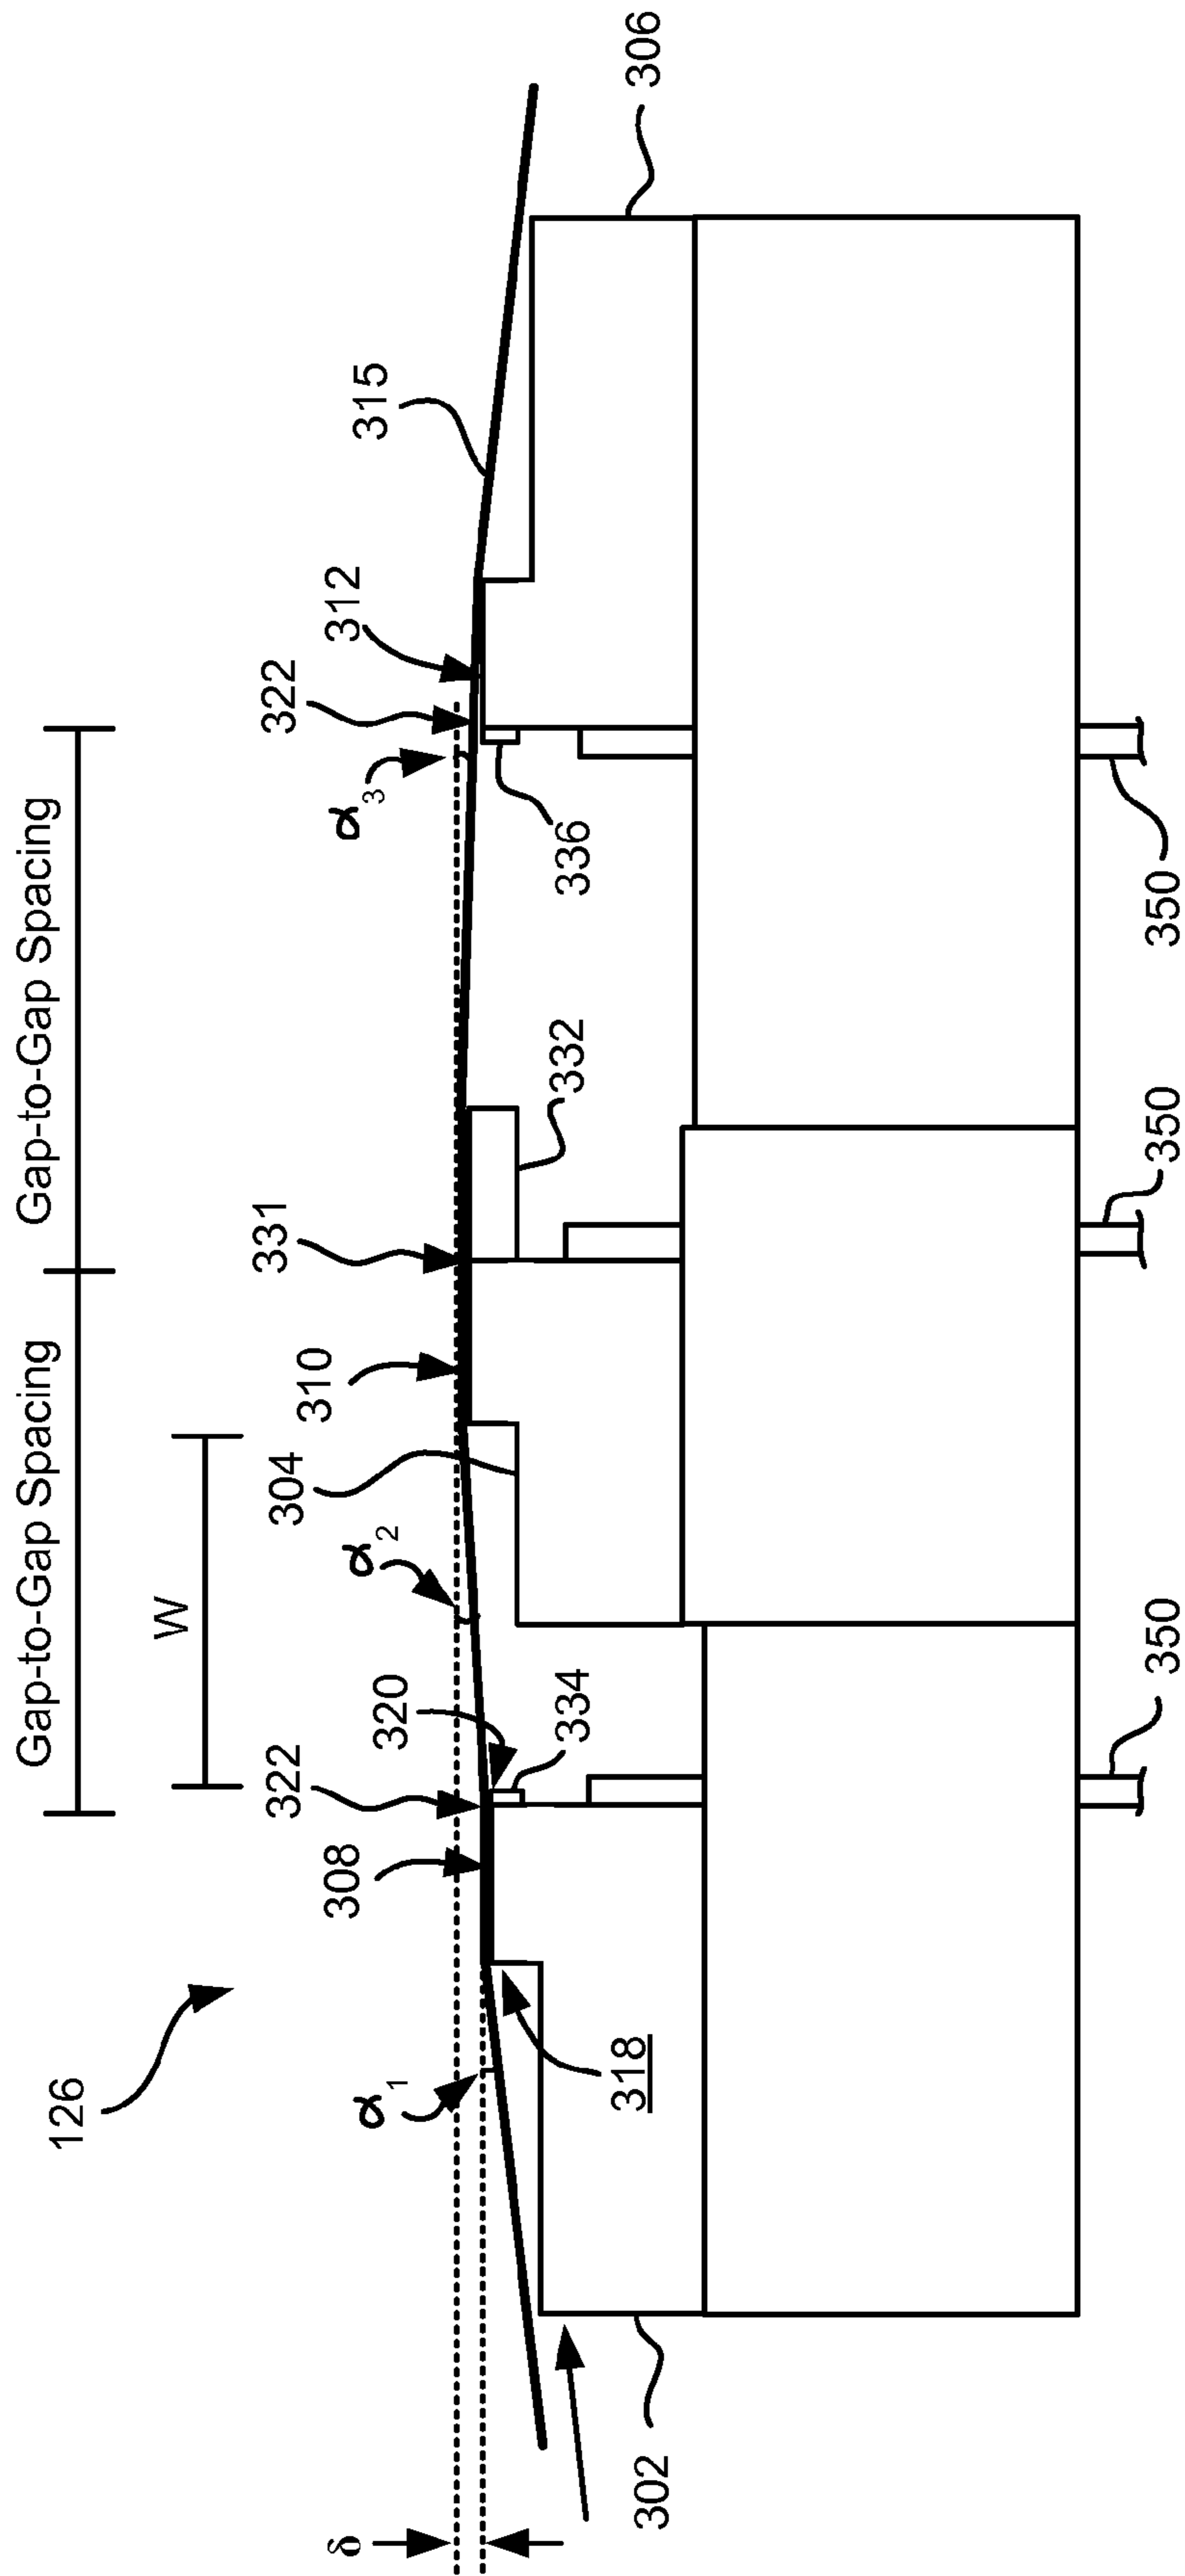 Gap-to-Gap Spacing
Gap-to-Gap Spacing
126
W
322
331
322
304
310
308
312
δ
α1
α2
α3
315
320
334
332
336
318
302
306
350
350
350